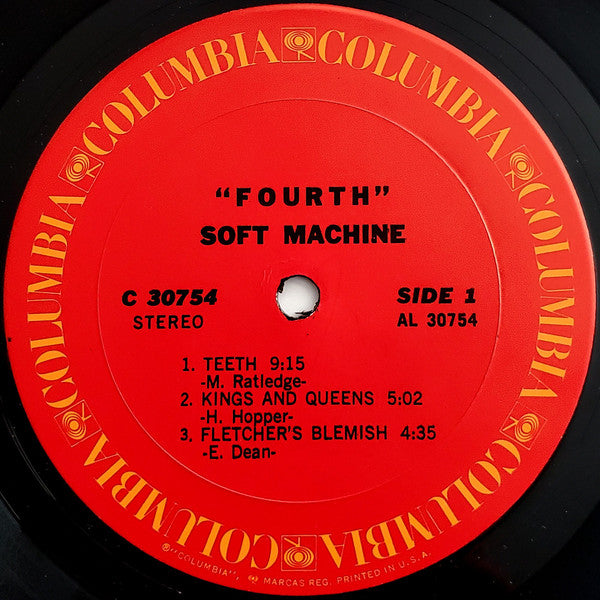 COLUMBIA COLUMBIA COLUMBIA COLUMBIA COLUMBIA COLUMBIA
"FOURTH"
SOFT MACHINE
C 30754
STEREO
SIDE 1
AL 30754
1. TEETH 9:15
-M. Ratledge-
2. KINGS AND QUEENS 5:02
-H. Hopper-
3. FLETCHER'S BLEMISH 4:35
-E. Dean-
®"COLUMBIA", MARCAS REG. PRINTED IN U.S.A.